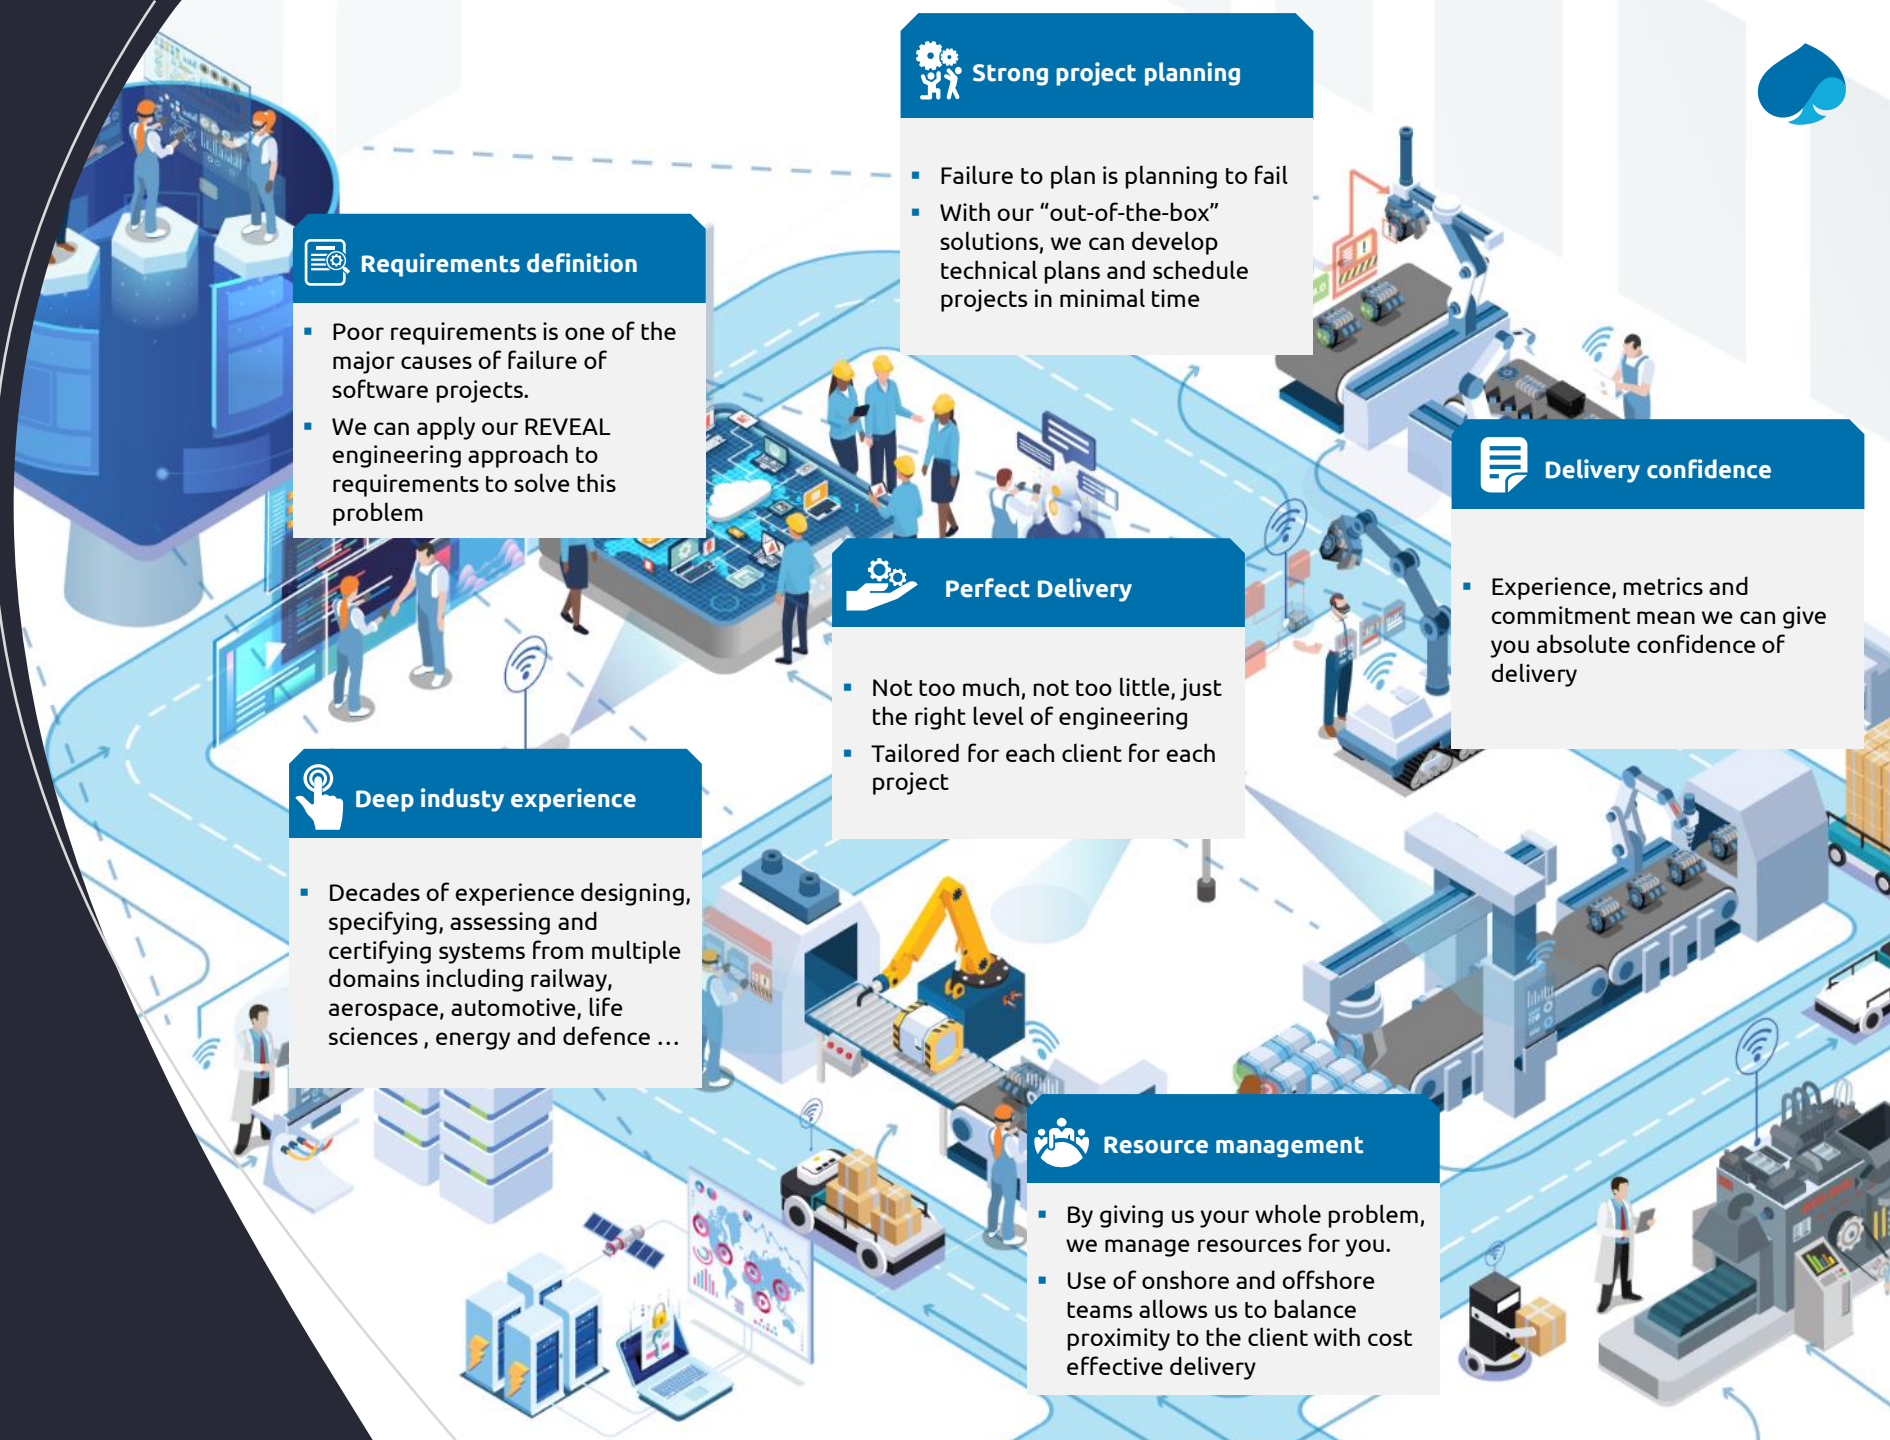 Strong project planning
Failure to plan is planning to fail
With our “out-of-the-box”
solutions, we can develop
technical plans and schedule
projects in minimal time
Requirements definition
Poor requirements is one of the
major causes of failure of
software projects.
We can apply our REVEAL
engineering approach to
requirements to solve this
problem
Delivery confidence
Experience, metrics and
commitment mean we can give
you absolute confidence of
delivery
Perfect Delivery
Not too much, not too little, just
the right level of engineering
Tailored for each client for each
project
Deep industy experience
Decades of experience designing,
specifying, assessing and
certifying systems from multiple
domains including railway,
aerospace, automotive, life
sciences , energy and defence …
Resource management
By giving us your whole problem,
we manage resources for you.
Use of onshore and offshore
teams allows us to balance
proximity to the client with cost
effective delivery